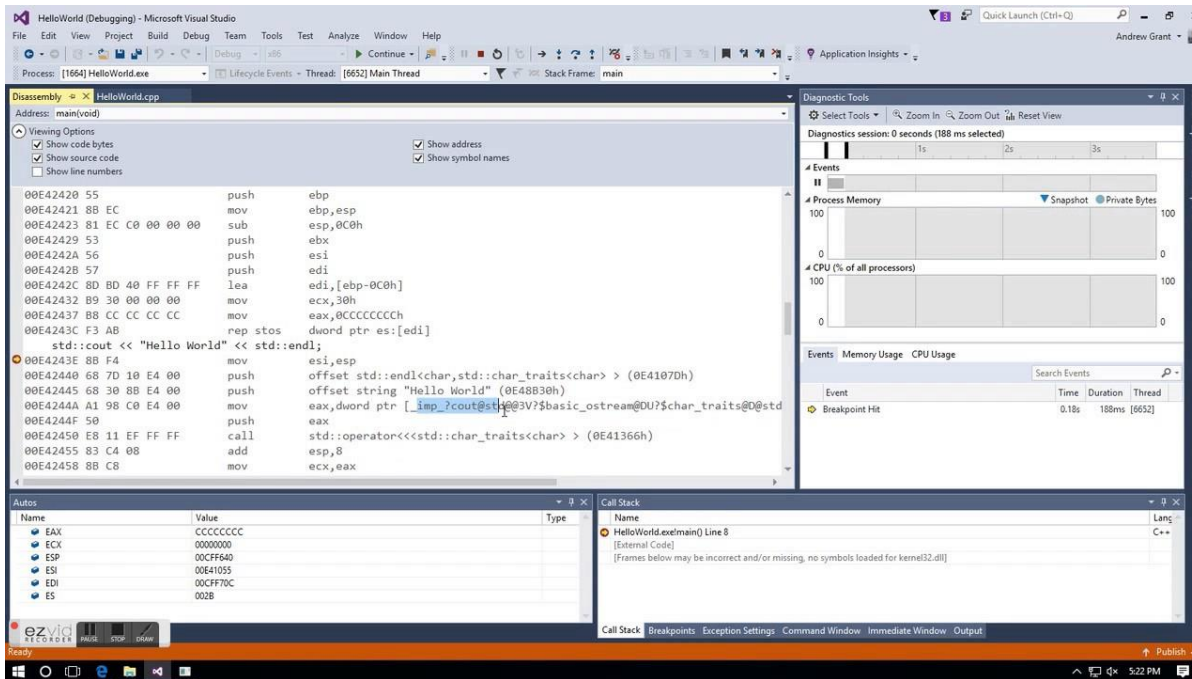 HelloWorld (Debugging) - Microsoft Visual Studio
3
Quick Launch (Ctrl+Q)
File Edit View Project Build Debug Team Tools Test Analyze Window Help
Andrew Grant
Debug x86 Continue Application Insights
Process: [1664] HelloWorld.exe Lifecycle Events Thread: [6652] Main Thread Stack Frame: main
Disassembly HelloWorld.cpp
Address: main(void)
Viewing Options
Show code bytes Show address
Show source code Show symbol names
Show line numbers
00E42420 55 push ebp
00E42421 8B EC mov ebp,esp
00E42423 81 EC C0 00 00 00 sub esp,0C0h
00E42429 53 push ebx
00E4242A 56 push esi
00E4242B 57 push edi
00E4242C 8D BD 40 FF FF FF lea edi,[ebp-0C0h]
00E42432 B9 30 00 00 00 mov ecx,30h
00E42437 B8 CC CC CC CC mov eax,0CCCCCCCCh
00E4243C F3 AB rep stos dword ptr es:[edi]
std::cout << "Hello World" << std::endl;
00E4243E 8B F4 mov esi,esp
00E42440 68 7D 10 E4 00 push offset std::endl<char,std::char_traits<char> > (0E4107Dh)
00E42445 68 30 8B E4 00 push offset string "Hello World" (0E48B30h)
00E4244A A1 98 C0 E4 00 mov eax,dword ptr [_imp_?cout@std@@3V?$basic_ostream@DU?$char_traits@D@std
00E4244F 50 push eax
00E42450 E8 11 EF FF FF call std::operator<<<std::char_traits<char> > (0E41366h)
00E42455 83 C4 08 add esp,8
00E42458 8B C8 mov ecx,eax
Diagnostic Tools
Select Tools Zoom In Zoom Out Reset View
Diagnostics session: 0 seconds (188 ms selected)
1s 2s 3s
Events
Process Memory Snapshot Private Bytes
100 100
0 0
CPU (% of all processors)
100 100
0 0
Events Memory Usage CPU Usage
Search Events
Event Time Duration Thread
Breakpoint Hit 0.18s 188ms [6652]
Autos
Name Value Type
EAX CCCCCCCC
ECX 00000000
ESP 00CFF640
ESI 00E41055
EDI 00CFF70C
ES 002B
Call Stack
Name Lang
HelloWorld.exe!main() Line 8 C++
[External Code]
[Frames below may be incorrect and/or missing, no symbols loaded for kernel32.dll]
Call Stack Breakpoints Exception Settings Command Window Immediate Window Output
ezvid
RECORDER
PAUSE STOP DRAW
Ready
Publish
5:22 PM